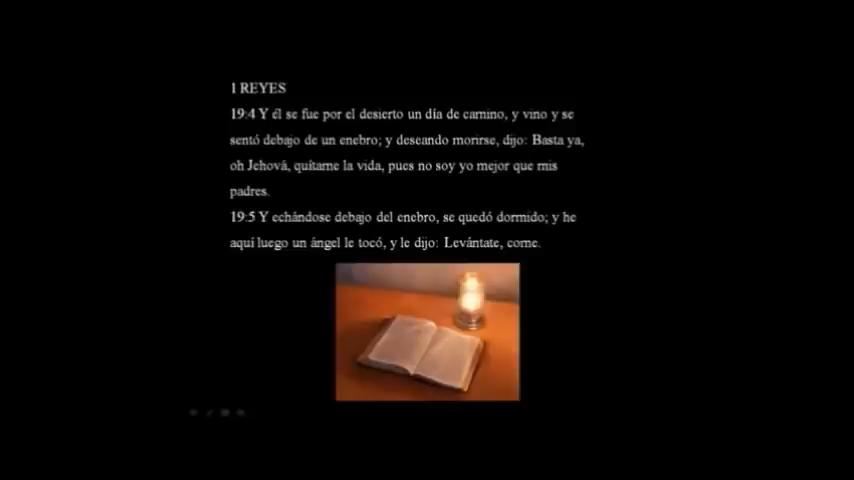 1 REYES
19:4 Y él se fue por el desierto un día de camino, y vino y se
sentó debajo de un enebro; y deseando morirse, dijo: Basta ya,
oh Jehová, quítame la vida, pues no soy yo mejor que mis
padres.
19:5 Y echándose debajo del enebro, se quedó dormido; y he
aquí luego un ángel le tocó, y le dijo: Levántate, come.